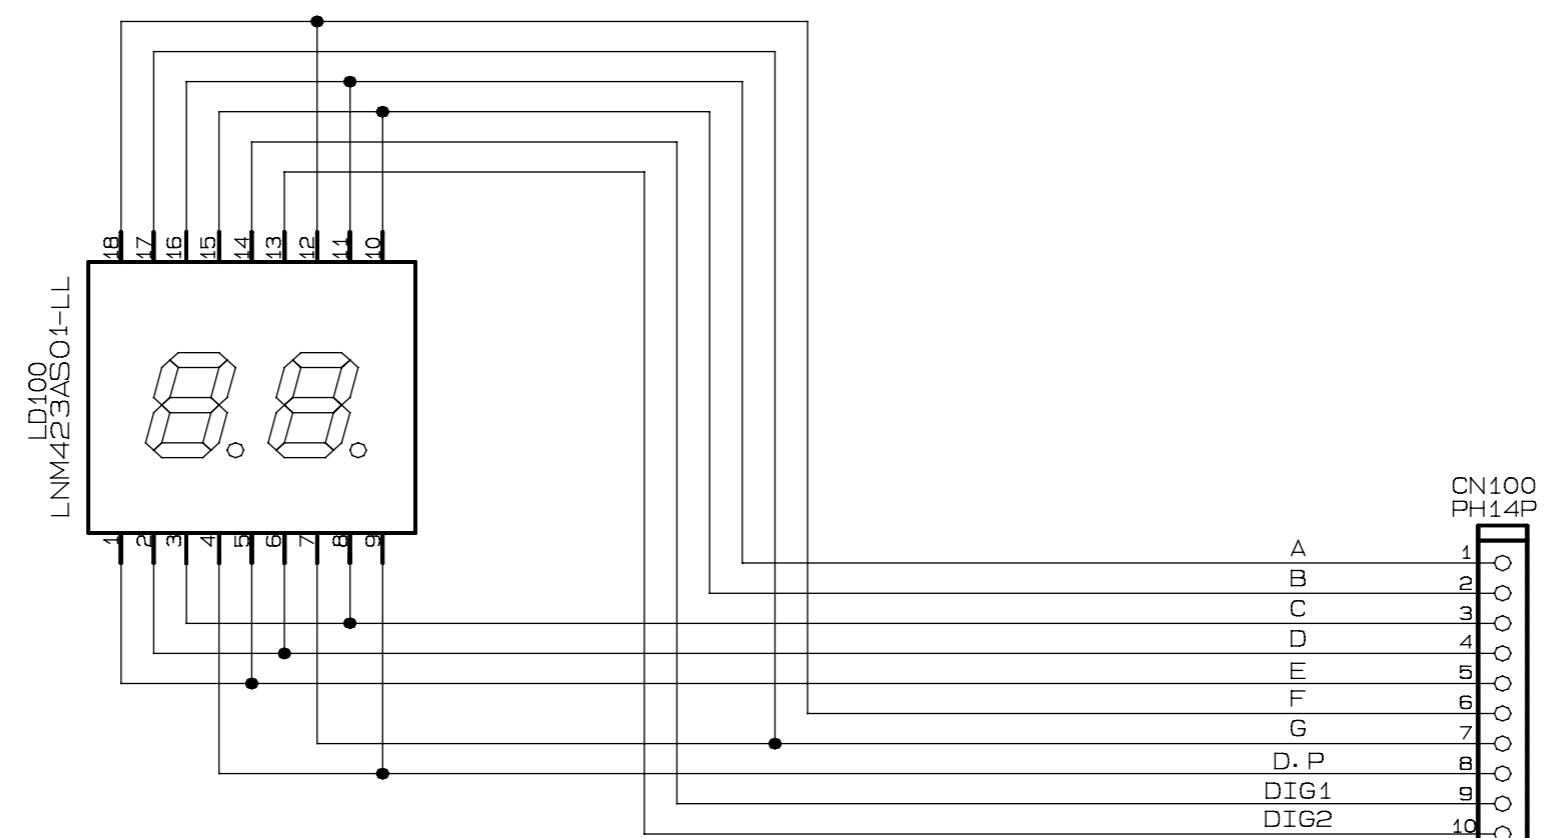 18 17 16 15 14 13 12 11 10
LD100
LNM423AS01-LL
1 2 3 4 5 6 7 8 9
CN100
PH14P
A 1
B 2
C 3
D 4
E 5
F 6
G 7
D.P 8
DIG1 9
DIG2 10